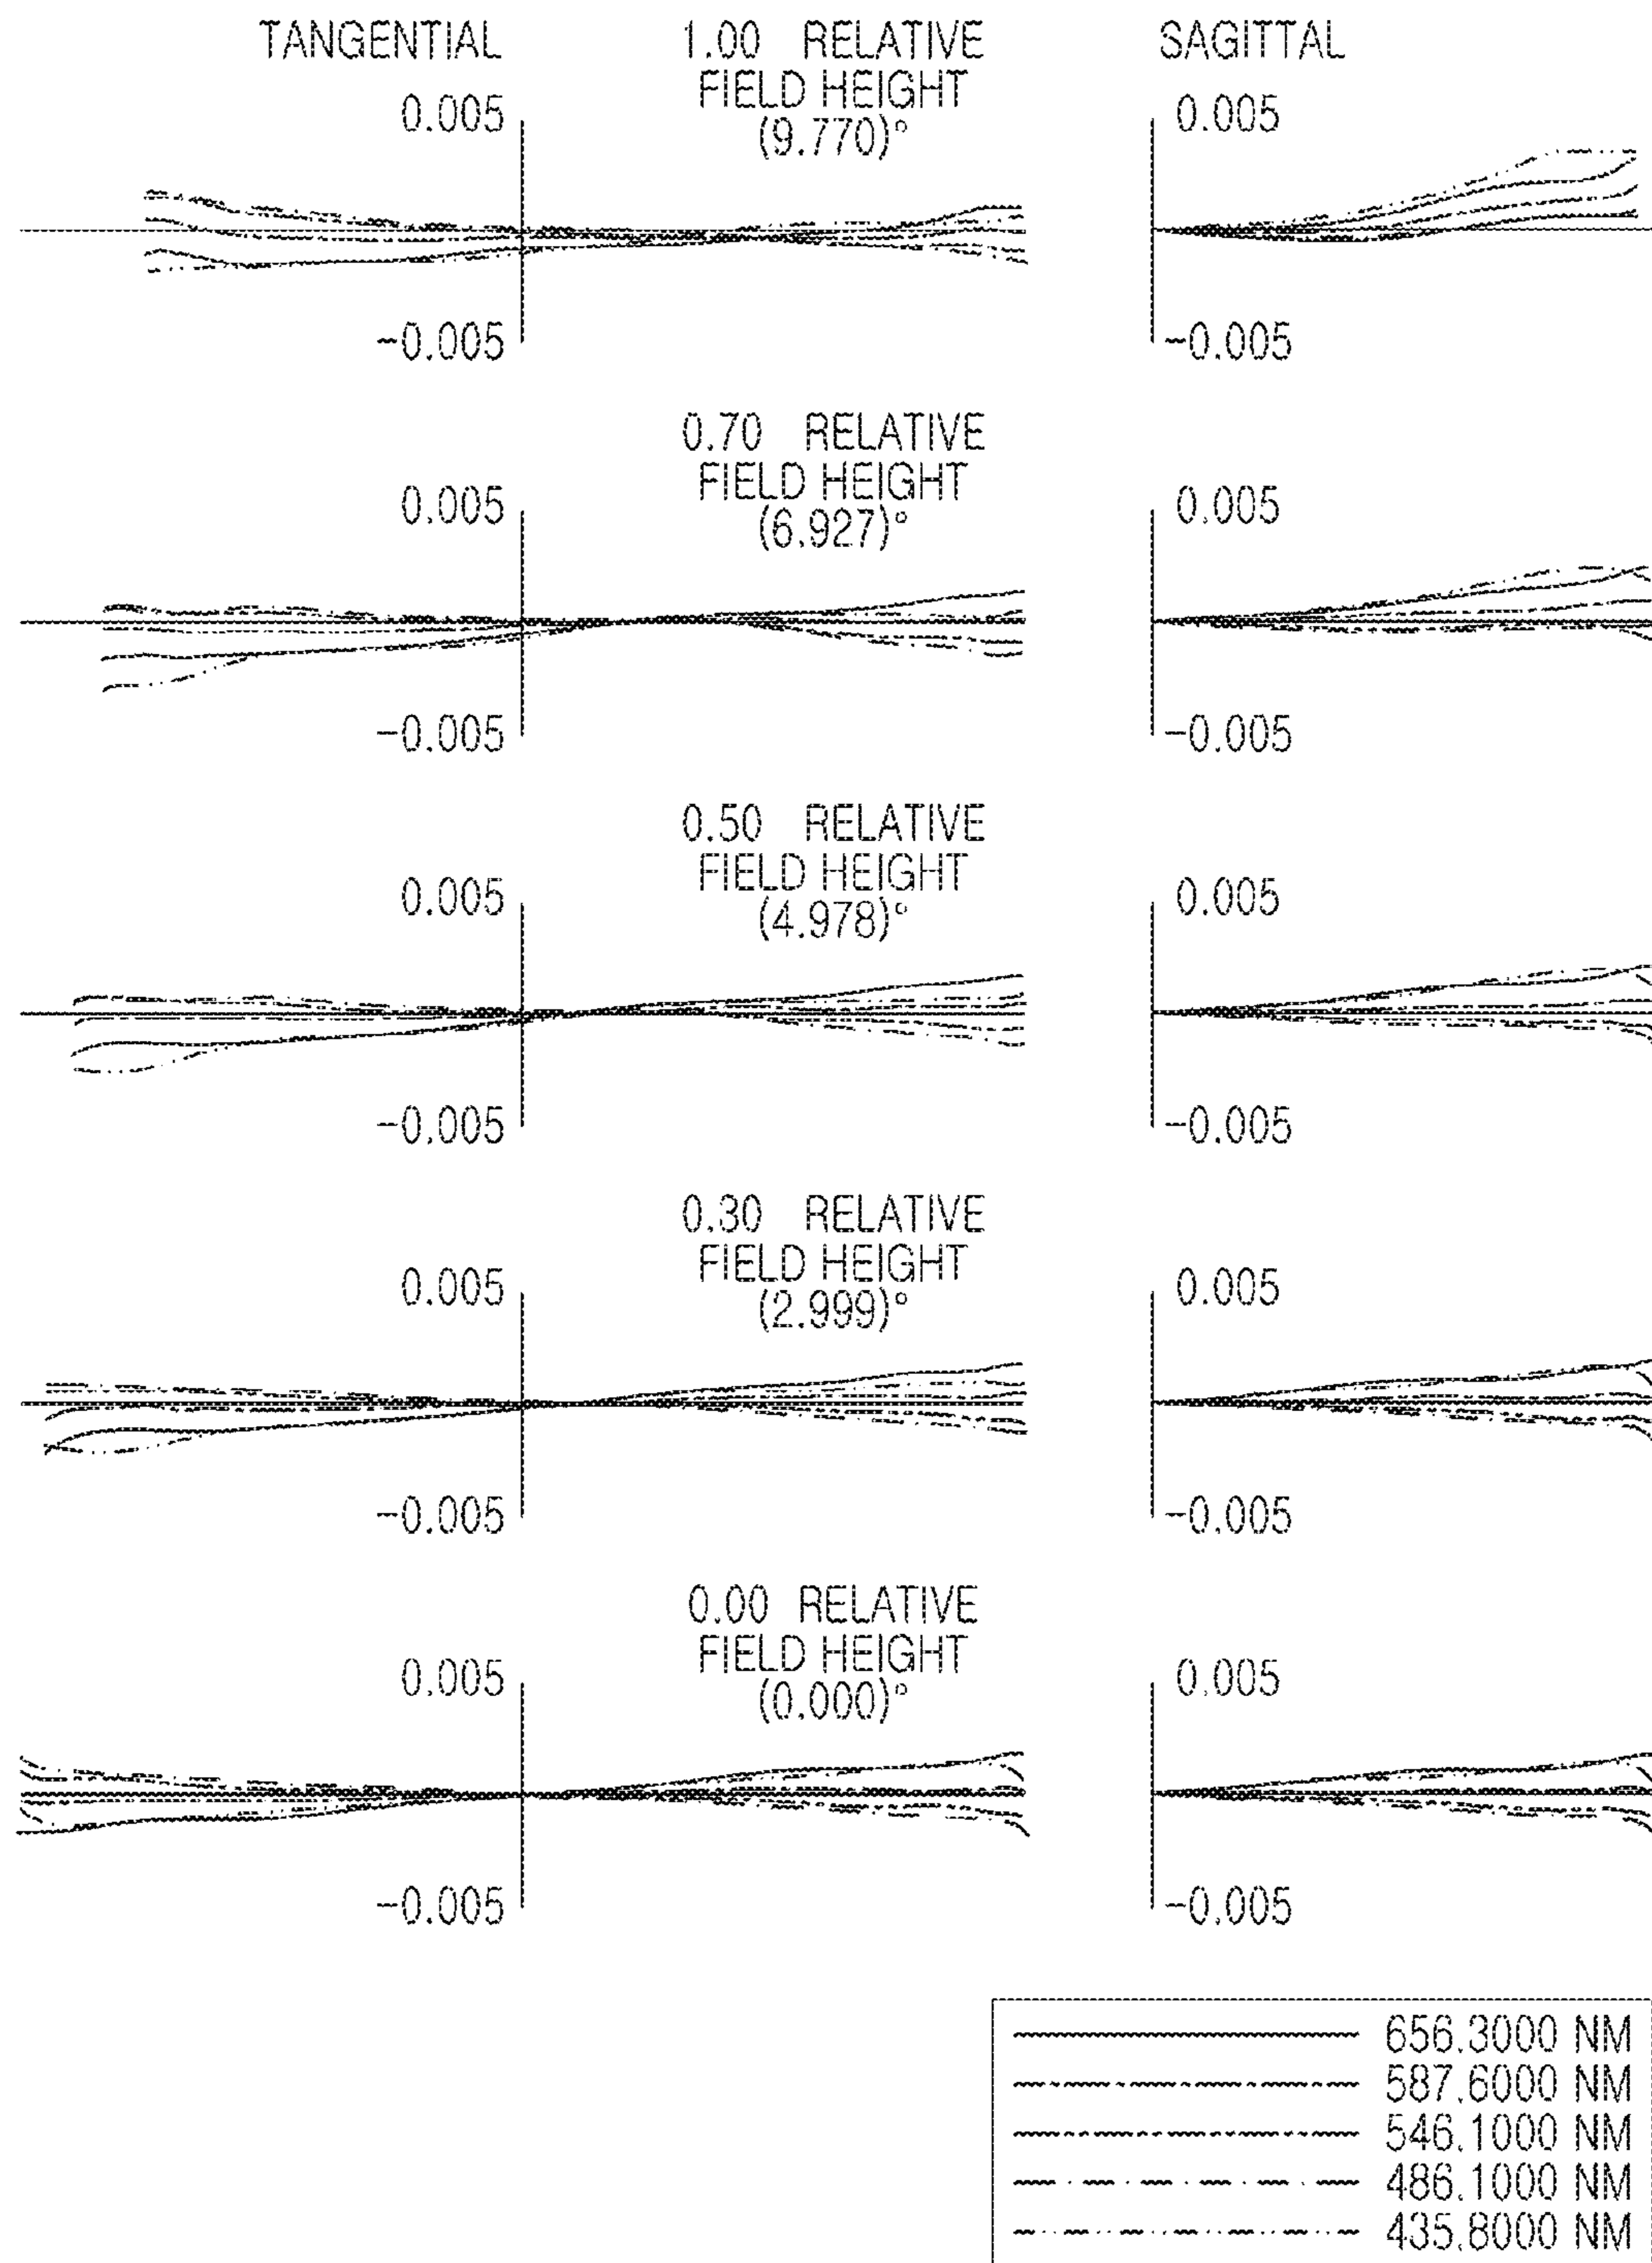 TANGENTIAL 1.00 RELATIVE SAGITTAL
FIELD HEIGHT
0.005 (9.770)° 0.005
-0.005 -0.005
0.70 RELATIVE
FIELD HEIGHT
0.005 (6.927)° 0.005
-0.005 -0.005
0.50 RELATIVE
FIELD HEIGHT
0.005 (4.978)° 0.005
-0.005 -0.005
0.30 RELATIVE
FIELD HEIGHT
0.005 (2.999)° 0.005
-0.005 -0.005
0.00 RELATIVE
FIELD HEIGHT
0.005 (0.000)° 0.005
-0.005 -0.005
656.3000 NM
587.6000 NM
546.1000 NM
486.1000 NM
435.8000 NM